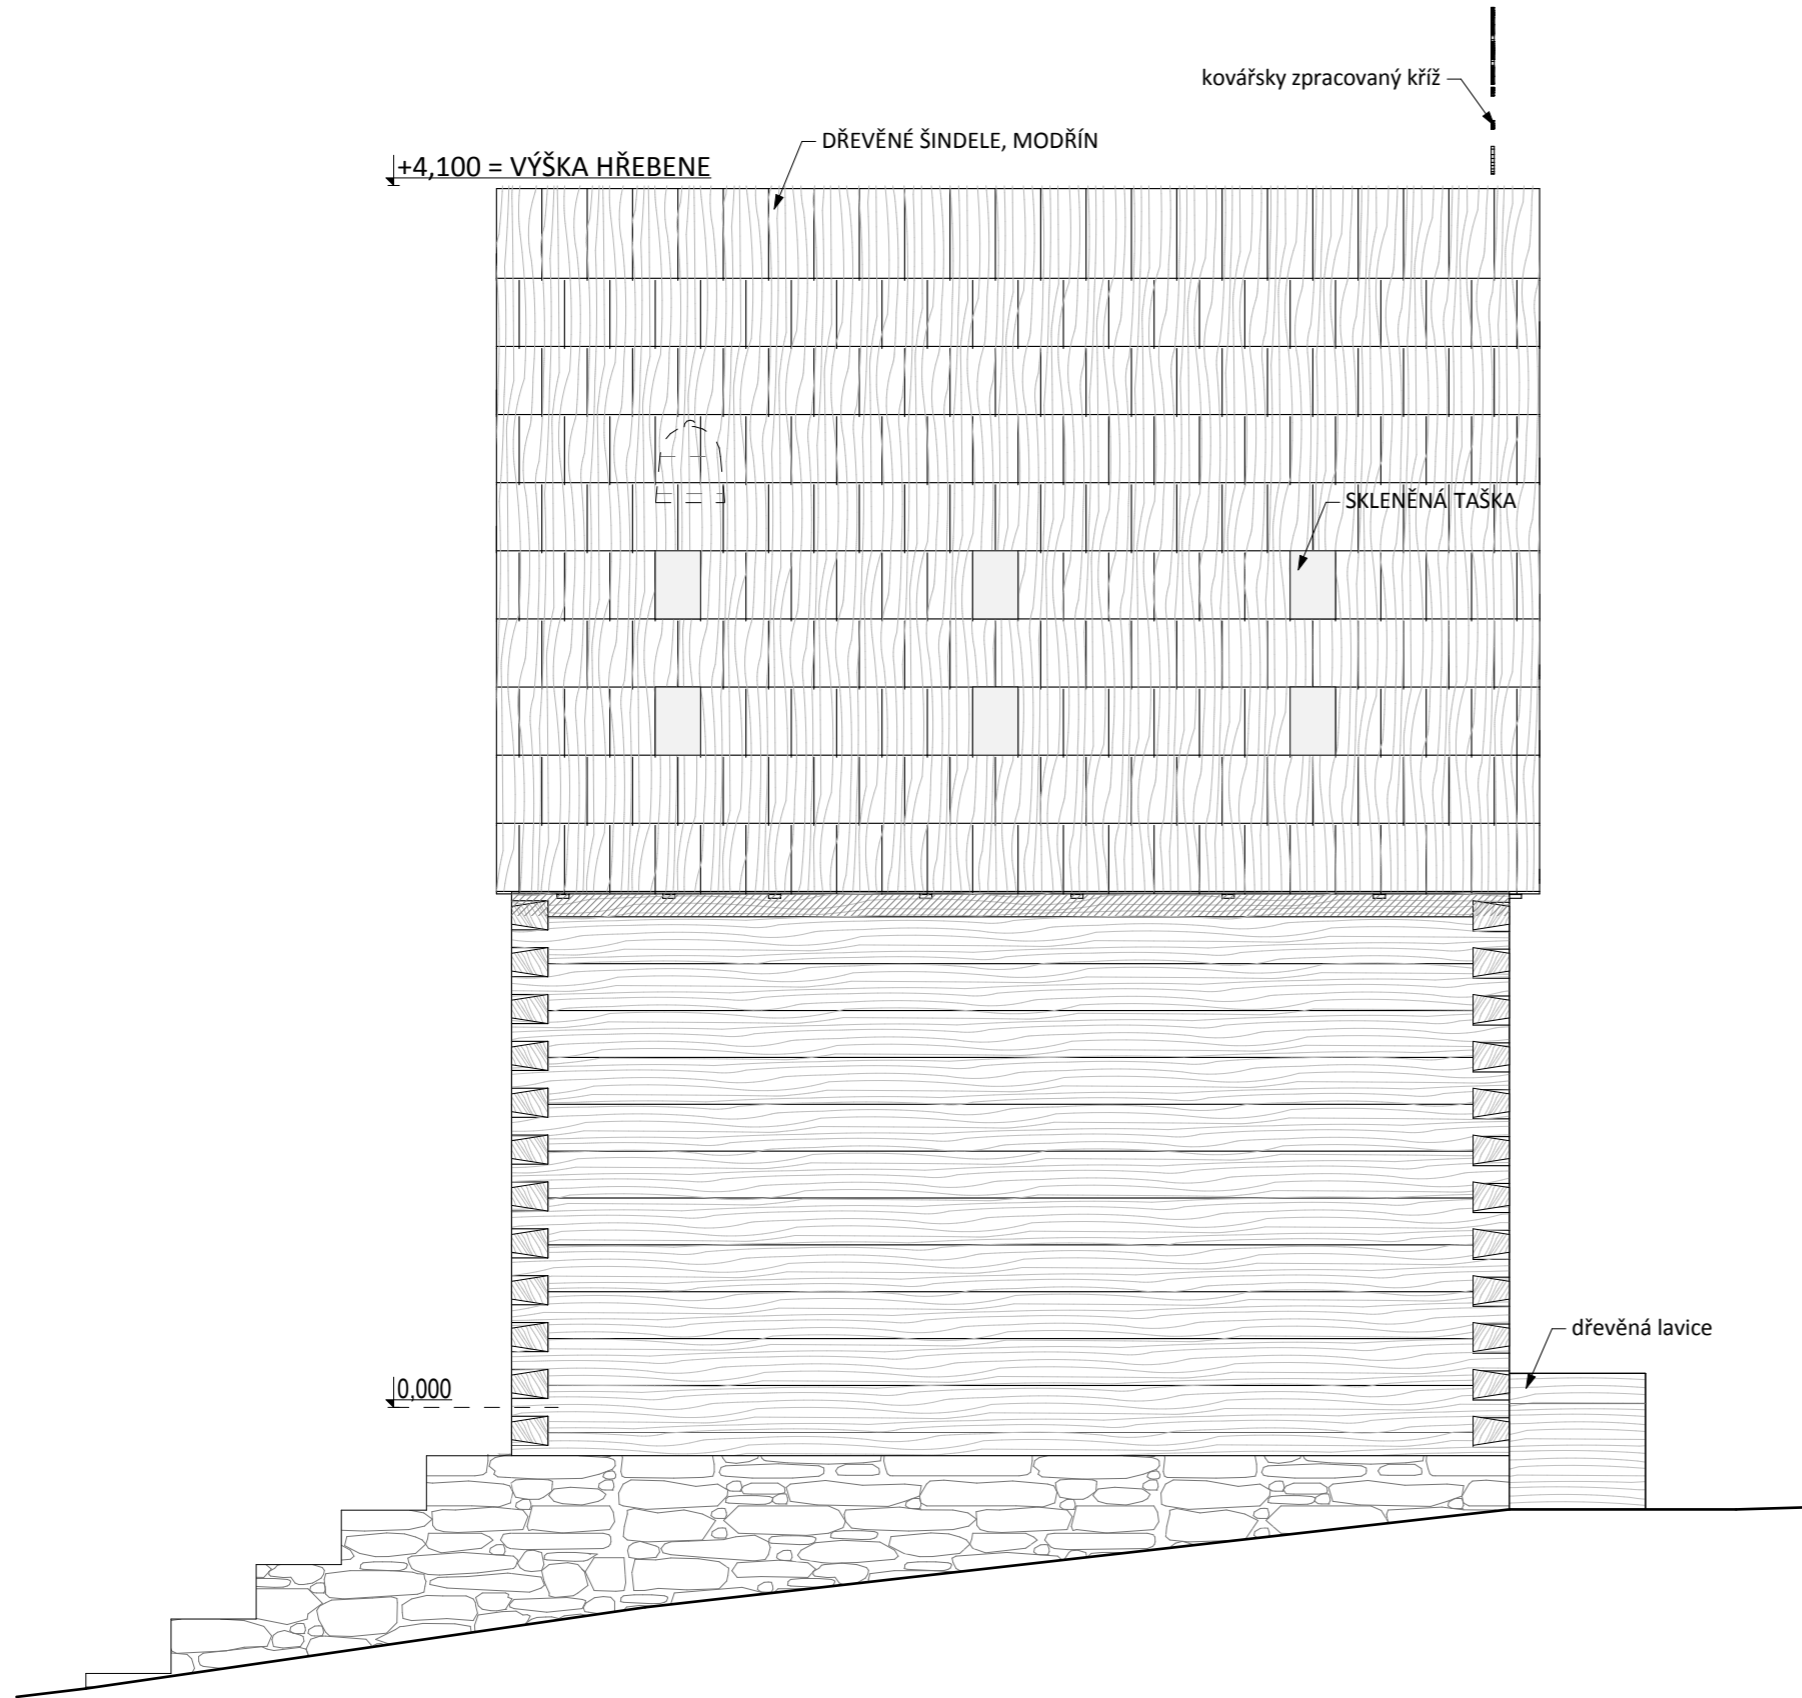 kovářsky zpracovaný kříž
DŘEVĚNÉ ŠINDELE, MODŘÍN
+4,100 = VÝŠKA HŘEBENE
SKLENĚNÁ TAŠKA
dřevěná lavice
0,000